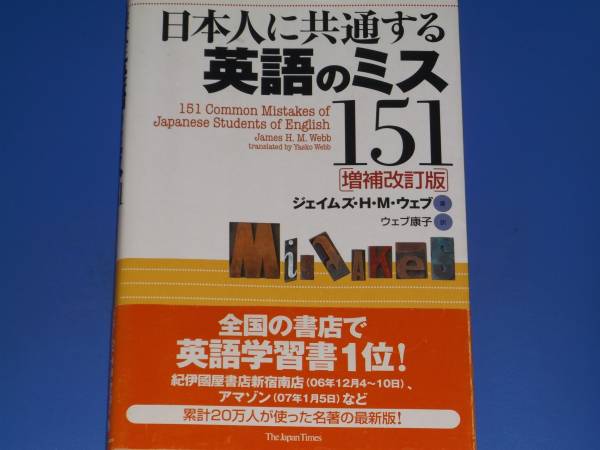 日本人に共通する
英語のミス
151 Common Mistakes of
Japanese Students of English
James H. M. Webb
translated by Yasko Webb
151
[増補改訂版]
ジェイムズ・H・M・ウェブ 著
ウェブ康子 訳
MisTAKes
全国の書店で
英語学習書1位!
紀伊國屋書店新宿南店(06年12月4~10日)、
アマゾン(07年1月5日)など
累計20万人が使った名著の最新版!
The Japan Times